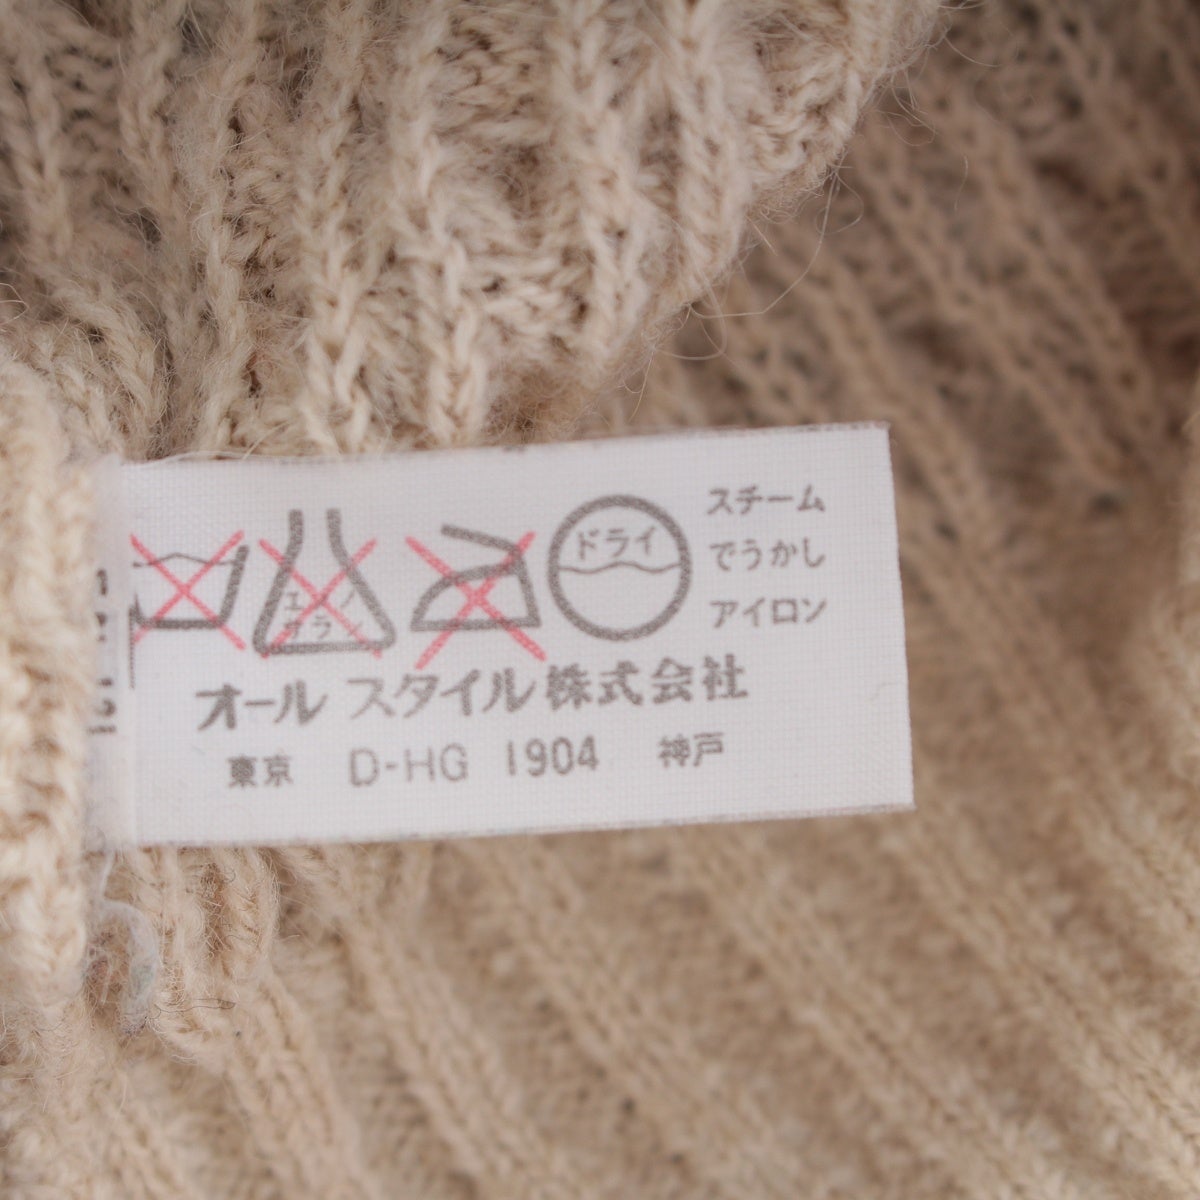 ドライ
エンソ
サラシ
スチーム
でうかし
アイロン
オールスタイル株式会社
東京 D-HG 1904 神戸